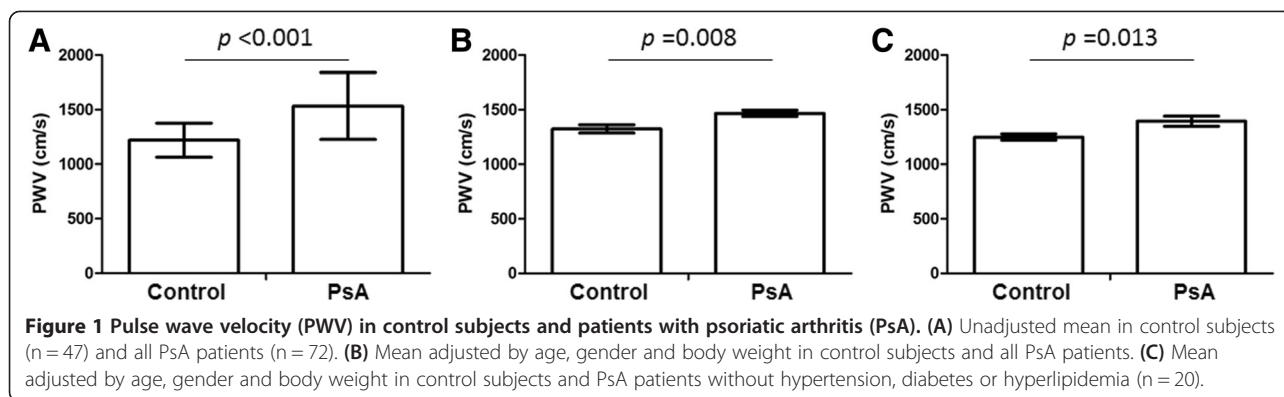 A
p <0.001
2000
1500
1000
500
0
PWV (cm/s)
Control
PsA
B
p =0.008
2000
1500
1000
500
0
PWV (cm/s)
Control
PsA
C
p =0.013
2000
1500
1000
500
0
PWV (cm/s)
Control
PsA
Figure 1 Pulse wave velocity (PWV) in control subjects and patients with psoriatic arthritis (PsA). (A) Unadjusted mean in control subjects
(n = 47) and all PsA patients (n = 72). (B) Mean adjusted by age, gender and body weight in control subjects and all PsA patients. (C) Mean
adjusted by age, gender and body weight in control subjects and PsA patients without hypertension, diabetes or hyperlipidemia (n = 20).